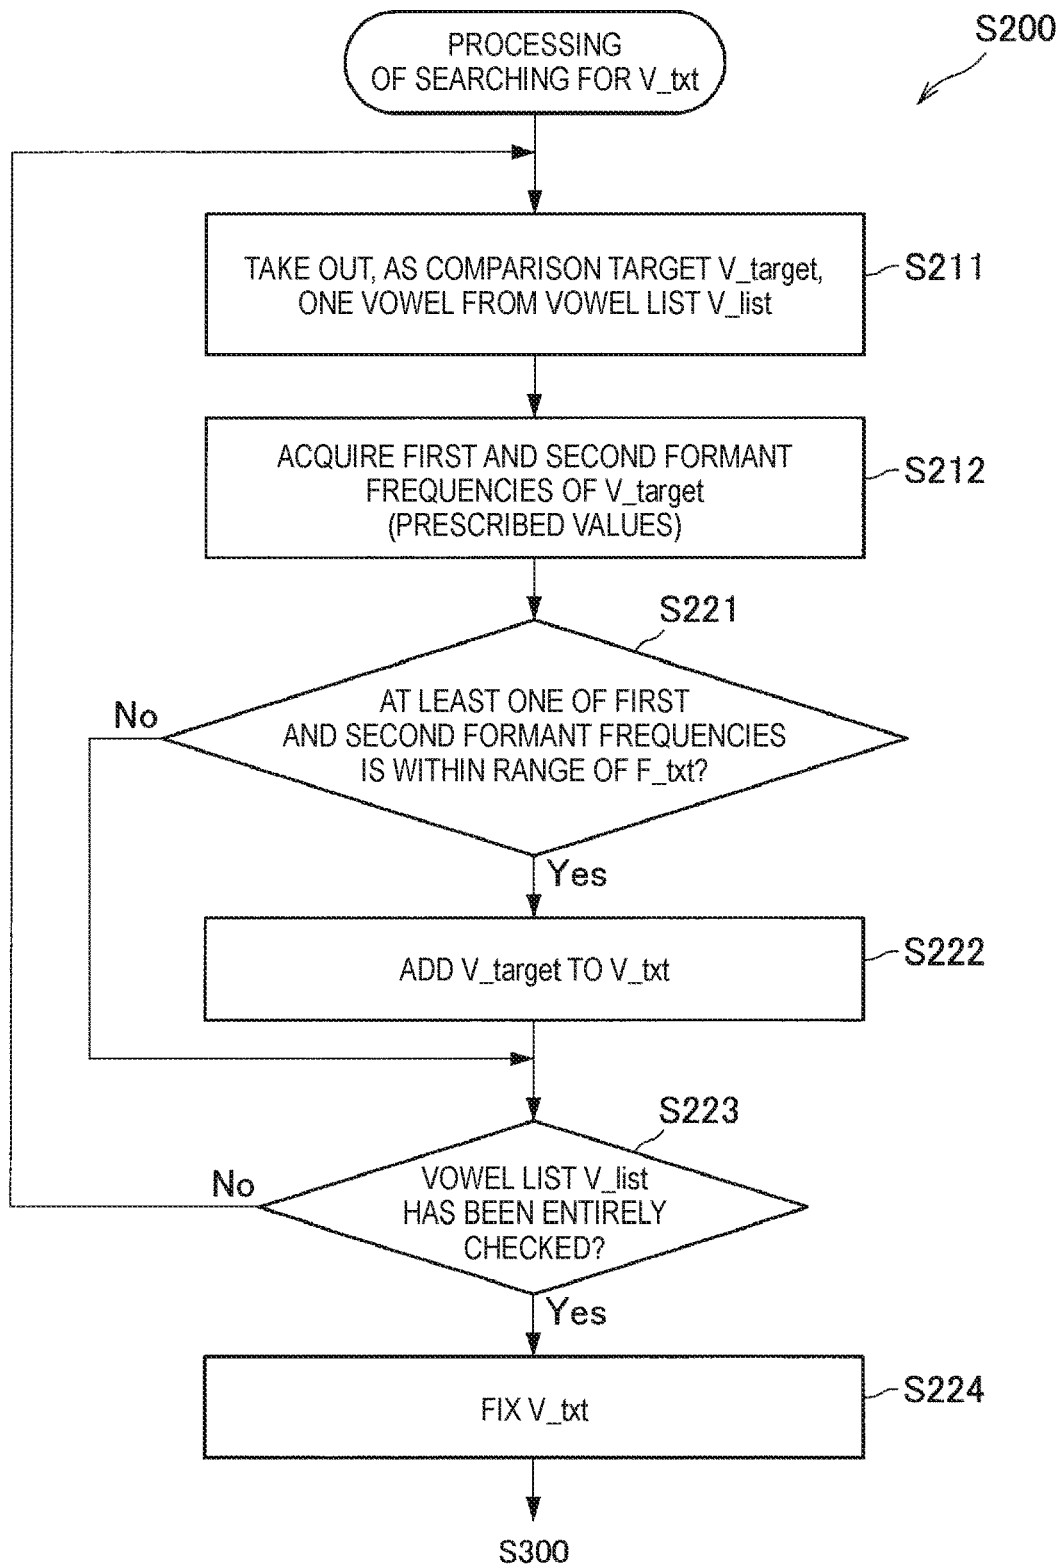 S200
PROCESSING
OF SEARCHING FOR V_txt
TAKE OUT, AS COMPARISON TARGET V_target,
ONE VOWEL FROM VOWEL LIST V_list
S211
ACQUIRE FIRST AND SECOND FORMANT
FREQUENCIES OF V_target
(PRESCRIBED VALUES)
S212
S221
AT LEAST ONE OF FIRST
AND SECOND FORMANT FREQUENCIES
IS WITHIN RANGE OF F_txt?
No
Yes
ADD V_target TO V_txt
S222
S223
VOWEL LIST V_list
HAS BEEN ENTIRELY
CHECKED?
No
Yes
FIX V_txt
S224
S300